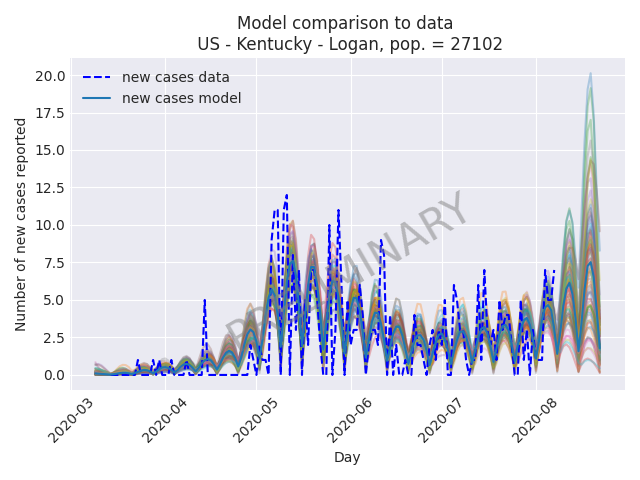 Model comparison to data
US - Kentucky - Logan, pop. = 27102
new cases data
new cases model
PRELIMINARY
Number of new cases reported
20.0
17.5
15.0
12.5
10.0
7.5
5.0
2.5
0.0
2020-03
2020-04
2020-05
2020-06
2020-07
2020-08
Day